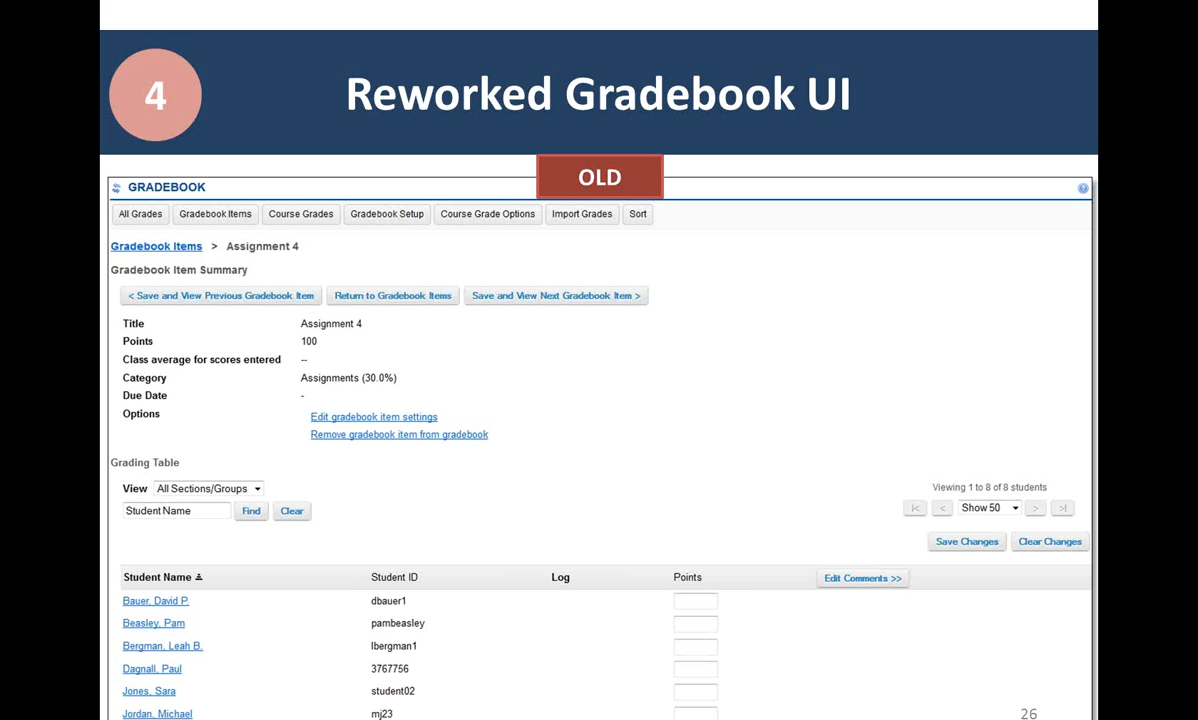 4
Reworked Gradebook UI
OLD
GRADEBOOK
All Grades Gradebook Items Course Grades Gradebook Setup Course Grade Options Import Grades Sort
Gradebook Items > Assignment 4
Gradebook Item Summary
< Save and View Previous Gradebook Item Return to Gradebook Items Save and View Next Gradebook Item >
Title Assignment 4
Points 100
Class average for scores entered --
Category Assignments (30.0%)
Due Date -
Options Edit gradebook item settings
Remove gradebook item from gradebook
Grading Table
View All Sections/Groups
Viewing 1 to 8 of 8 students
Student Name Find Clear
|< < Show 50 > >|
Save Changes Clear Changes
Student Name Student ID Log Points Edit Comments >>
Bauer, David P. dbauer1
Beasley, Pam pambeasley
Bergman, Leah B. lbergman1
Dagnall, Paul 3767756
Jones, Sara student02
Jordan, Michael mj23
26